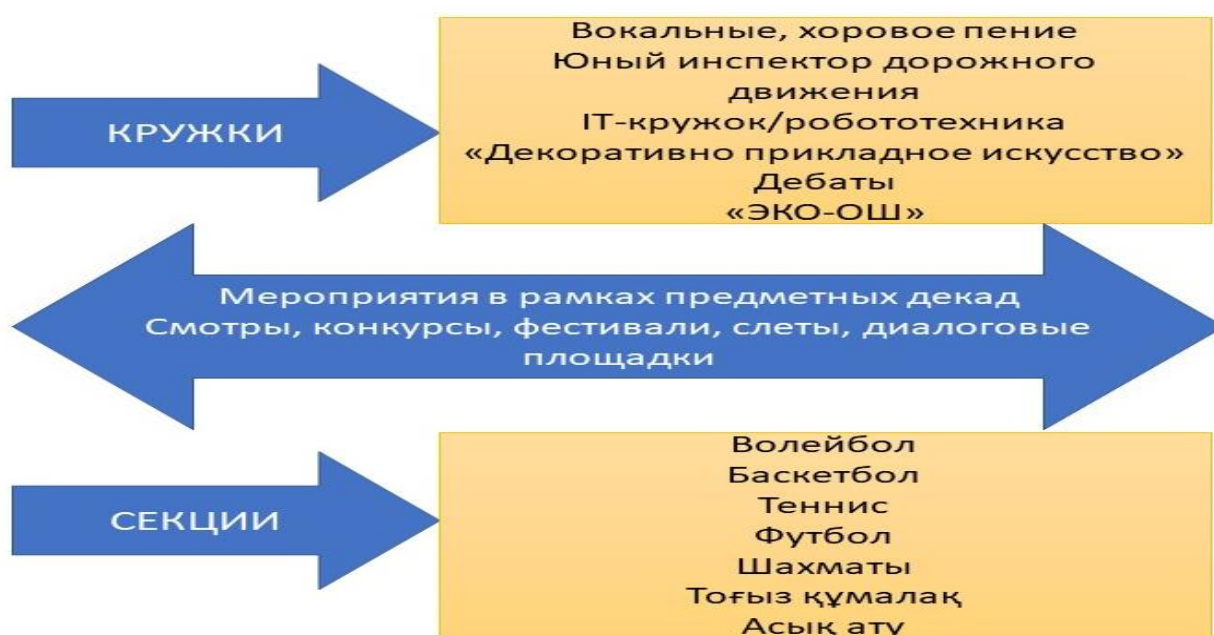 КРУЖКИ
Вокальные, хоровое пение
Юный инспектор дорожного
движения
IT-кружок/робототехника
«Декоративно прикладное искусство»
Дебаты
«ЭКО-ОШ»
Мероприятия в рамках предметных декад
Смотры, конкурсы, фестивали, слеты, диалоговые
площадки
СЕКЦИИ
Волейбол
Баскетбол
Теннис
Футбол
Шахматы
Тоғыз құмалақ
Асық ату